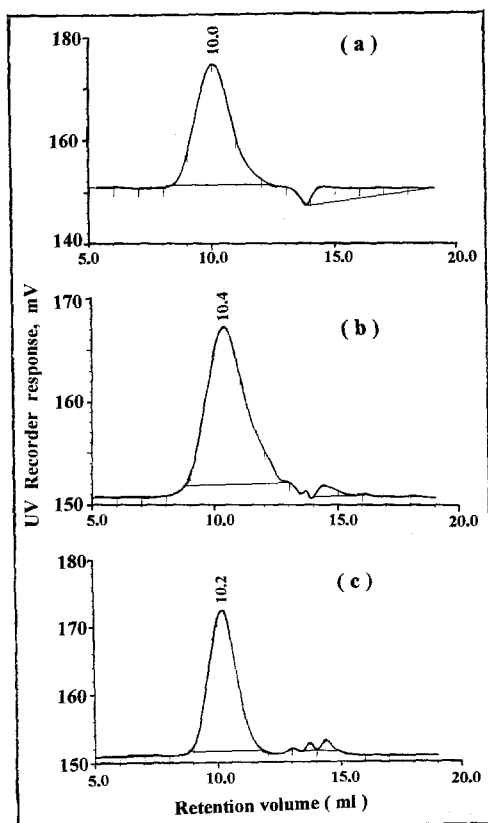 180
10.0
( a )
160
140
5.0 10.0 15.0 20.0
170
10.4
( b )
160
150
5.0 10.0 15.0 20.0
UV Recorder response, mV
180
10.2
( c )
170
160
150
5.0 10.0 15.0 20.0
Retention volume ( ml )